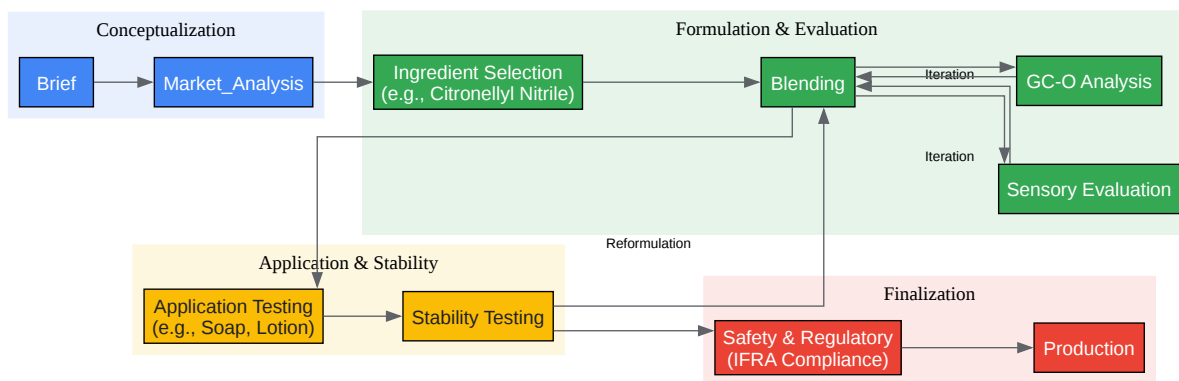 Conceptualization
Brief
Market_Analysis
Formulation & Evaluation
Ingredient Selection
(e.g., Citronellyl Nitrile)
Blending
Iteration
GC-O Analysis
Iteration
Sensory Evaluation
Reformulation
Application & Stability
Application Testing
(e.g., Soap, Lotion)
Stability Testing
Finalization
Safety & Regulatory
(IFRA Compliance)
Production